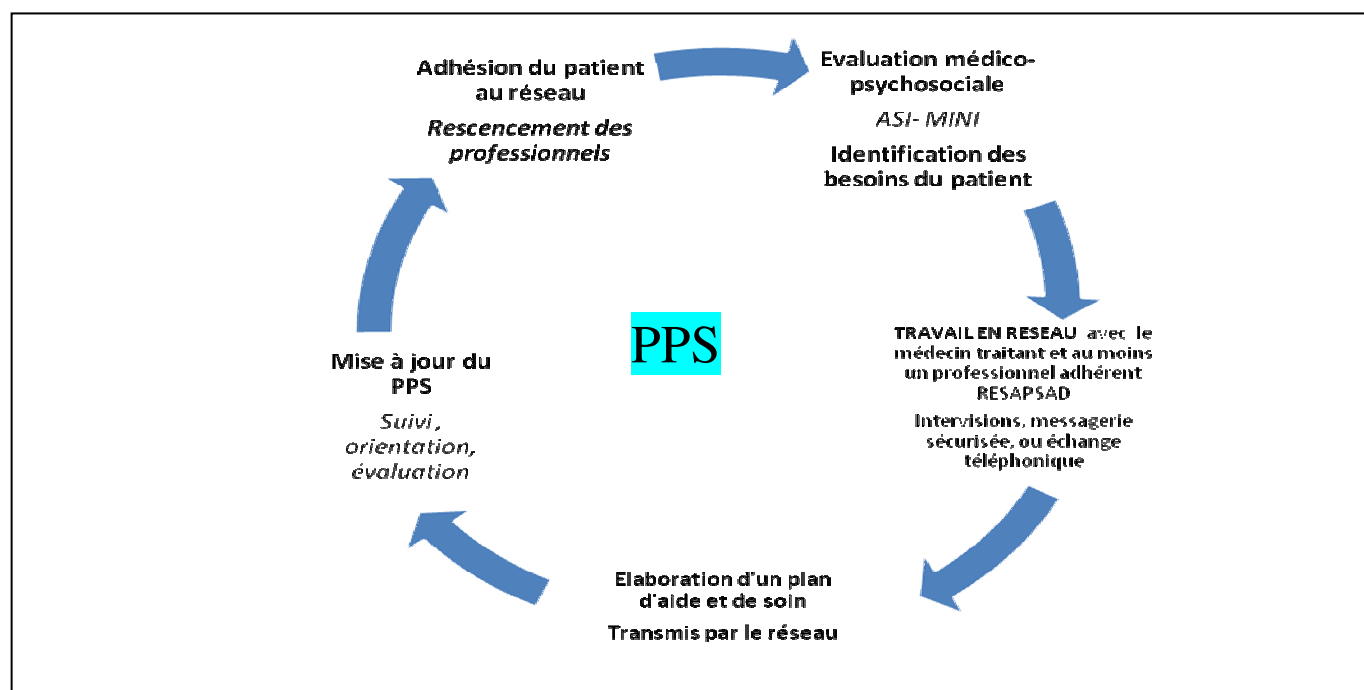 Adhésion du patient
au réseau
Rescencement des
professionnels
Evaluation médico-
psychosociale
ASI- MINI
Identification des
besoins du patient
TRAVAIL EN RESEAU avec le
médecin traitant et au moins
un professionnel adhérent
RESAPSAD
Intervisions, messagerie
sécurisée, ou échange
téléphonique
Elaboration d'un plan
d'aide et de soin
Transmis par le réseau
Mise à jour du
PPS
Suivi,
orientation,
évaluation
PPS